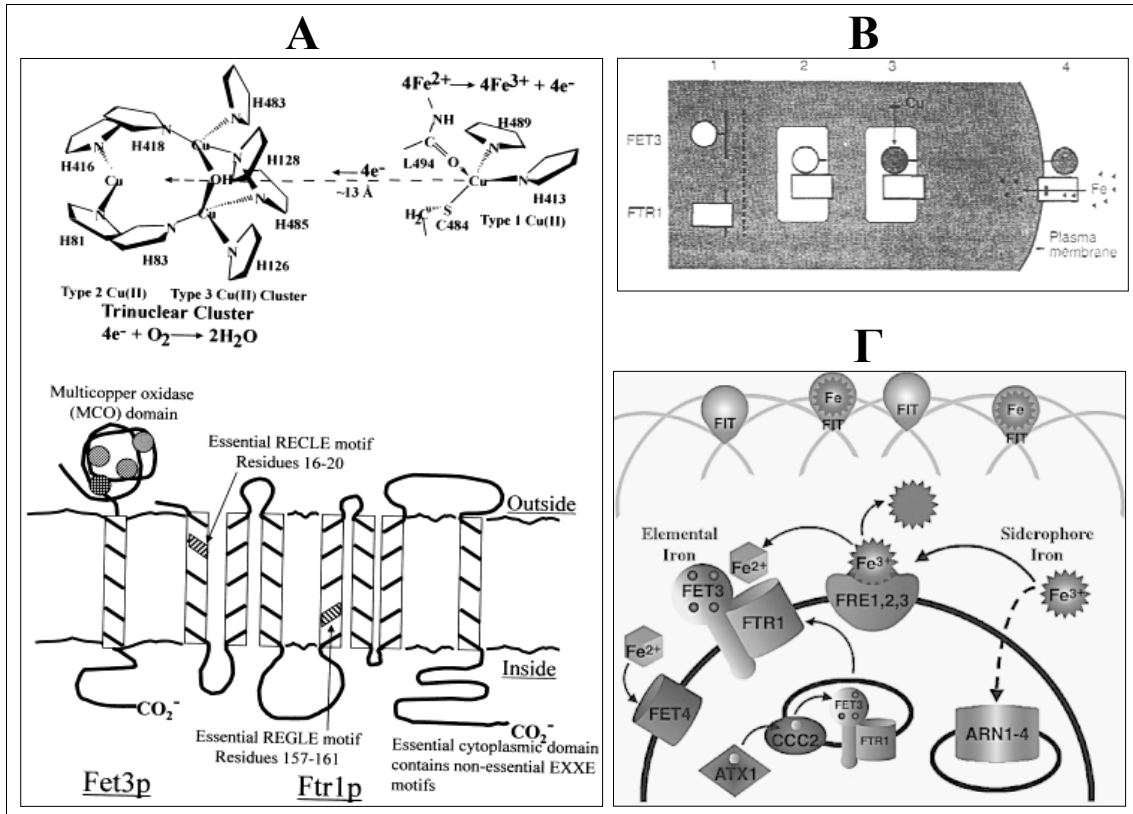 A
4Fe2+→4Fe3+ + 4e-
H483
H489
NH
N
N
H418
Cu
N
H128
L494
C
O
N
H416
N
OH
4e-
~13 Å
Cu
N
Cu
N
S
H413
Cu
N
H485
H2C
C484
Type 1 Cu(II)
H81
N
N
H83
H126
Type 2 Cu(II)
Type 3 Cu(II) Cluster
Trinuclear Cluster
4e- + O2→2H2O
Multicopper oxidase
(MCO) domain
Essential RECLE motif
Residues 16-20
Outside
Inside
CO2-
CO2-
Essential REGLE motif
Residues 157-161
Essential cytoplasmic domain
contains non-essential EXXE
motifs
Fet3p
Ftr1p
B
1
2
3
4
Cu
FET3
FTR1
Fe
Plasma
membrane
Γ
FIT
Fe
FIT
FIT
Fe
FIT
Elemental
Iron
Siderophore
Iron
Fe2+
Fe3+
Fe3+
FET3
FRE1,2,3
FTR1
Fe2+
FET4
FET3
CCC2
FTR1
ATX1
ARN1-4